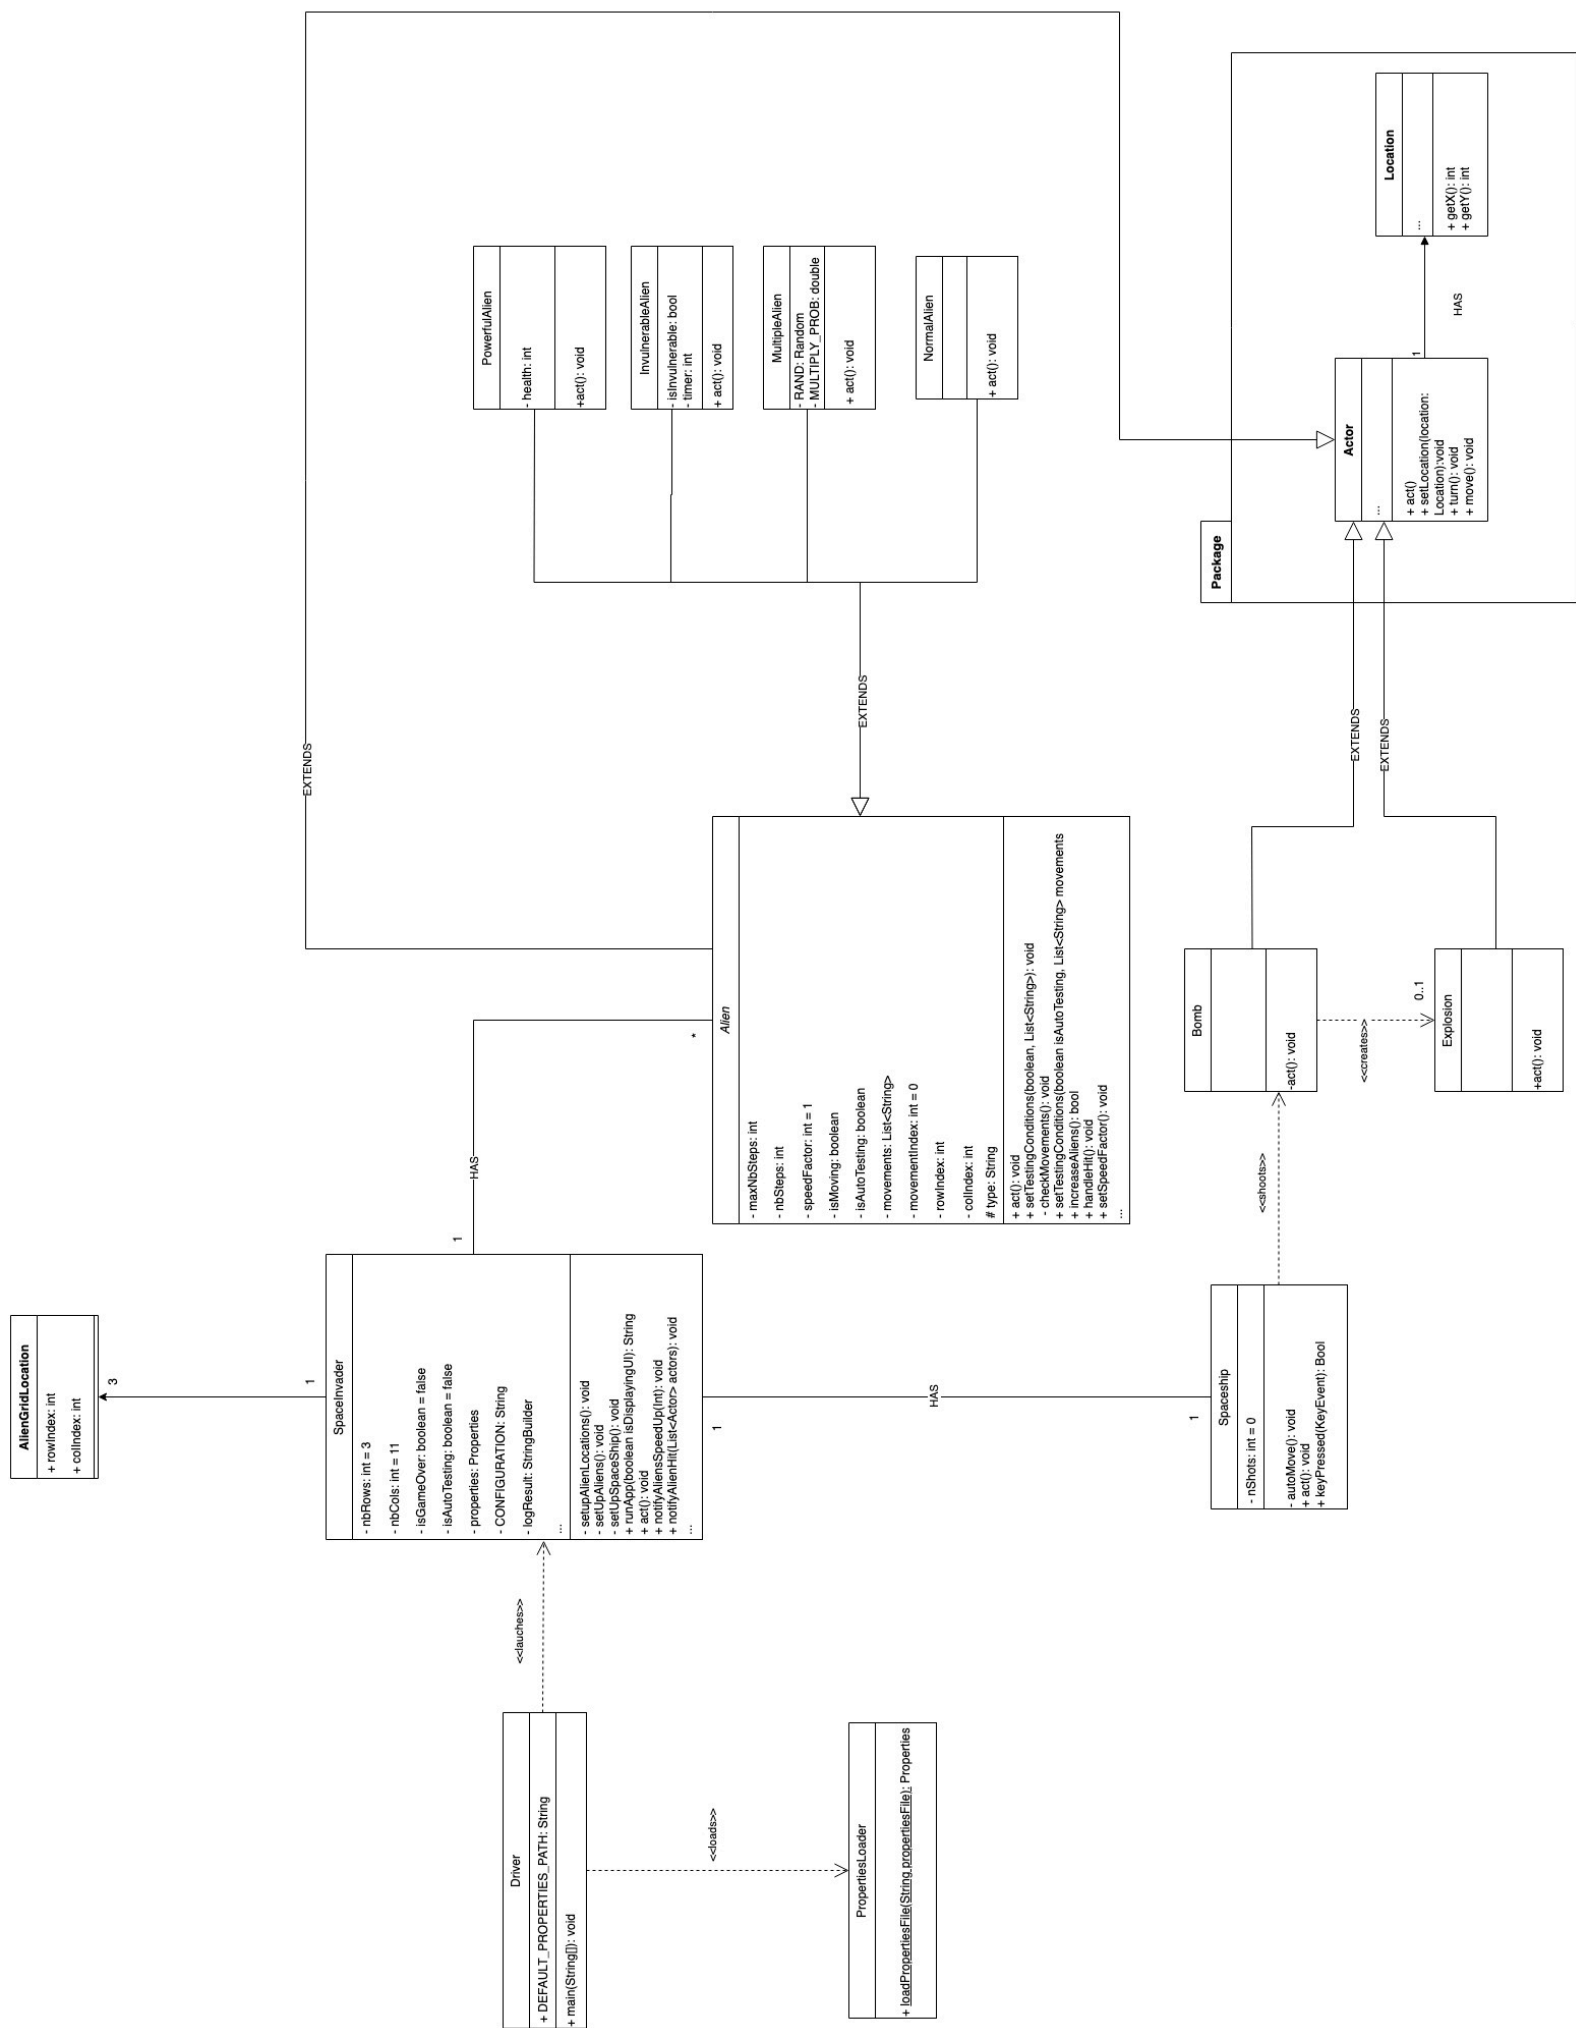 Driver
+ DEFAULT_PROPERTIES_PATH: String
+ main(String[]): void
<<lauches>>
<<loads>>
PropertiesLoader
+ loadPropertiesFile(String propertiesFile): Properties
AlienGridLocation
+ rowIndex: int
+ colIndex: int
3
1
SpaceInvader
- nbRows: int = 3
- nbCols: int = 11
- isGameOver: boolean = false
- isAutoTesting: boolean = false
- properties: Properties
- CONFIGURATION: String
- logResult: StringBuilder
...
- setupAlienLocations(): void
- setUpAliens(): void
- setUpSpaceShip(): void
+ runApp(boolean isDisplayingUI): String
+ act(): void
+ notifyAliensSpeedUp(Int): void
+ notifyAlienHit(List<Actor> actors): void
...
1
HAS
*
1
HAS
1
Spaceship
- nShots: int = 0
- autoMove(): void
+ act(): void
+ keyPressed(KeyEvent): Bool
<<shoots>>
Alien
- maxNbSteps: int
- nbSteps: int
- speedFactor: int = 1
- isMoving: boolean
- isAutoTesting: boolean
- movements: List<String>
- movementIndex: int = 0
- rowIndex: int
- colIndex: int
# type: String
+ act(): void
+ setTestingConditions(boolean, List<String>): void
- checkMovements(): void
+ setTestingConditions(boolean isAutoTesting, List<String> movements
+ increaseAliens(): bool
+ handleHit(): void
+ setSpeedFactor(): void
...
Bomb
-act(): void
<<creates>>
0..1
Explosion
+act(): void
EXTENDS
EXTENDS
EXTENDS
EXTENDS
PowerfulAlien
- health: int
+act(): void
InvulnerableAlien
- isInvulnerable: bool
- timer: int
+ act(): void
MultipleAlien
- RAND: Random
- MULTIPLY_PROB: double
+ act(): void
NormalAlien
+ act(): void
Package
Actor
...
+ act()
+ setLocation(location:
Location):void
+ turn(): void
+ move(): void
1
HAS
Location
...
+ getX(): int
+ getY(): int